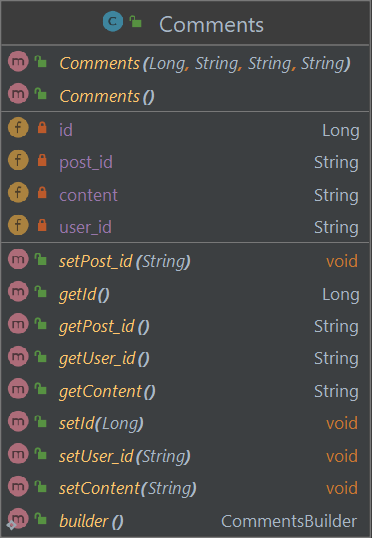 C Comments
m Comments(Long, String, String, String)
m Comments()
f id Long
f post_id String
f content String
f user_id String
m setPost_id(String) void
m getId() Long
m getPost_id() String
m getUser_id() String
m getContent() String
m setId(Long) void
m setUser_id(String) void
m setContent(String) void
m builder() CommentsBuilder